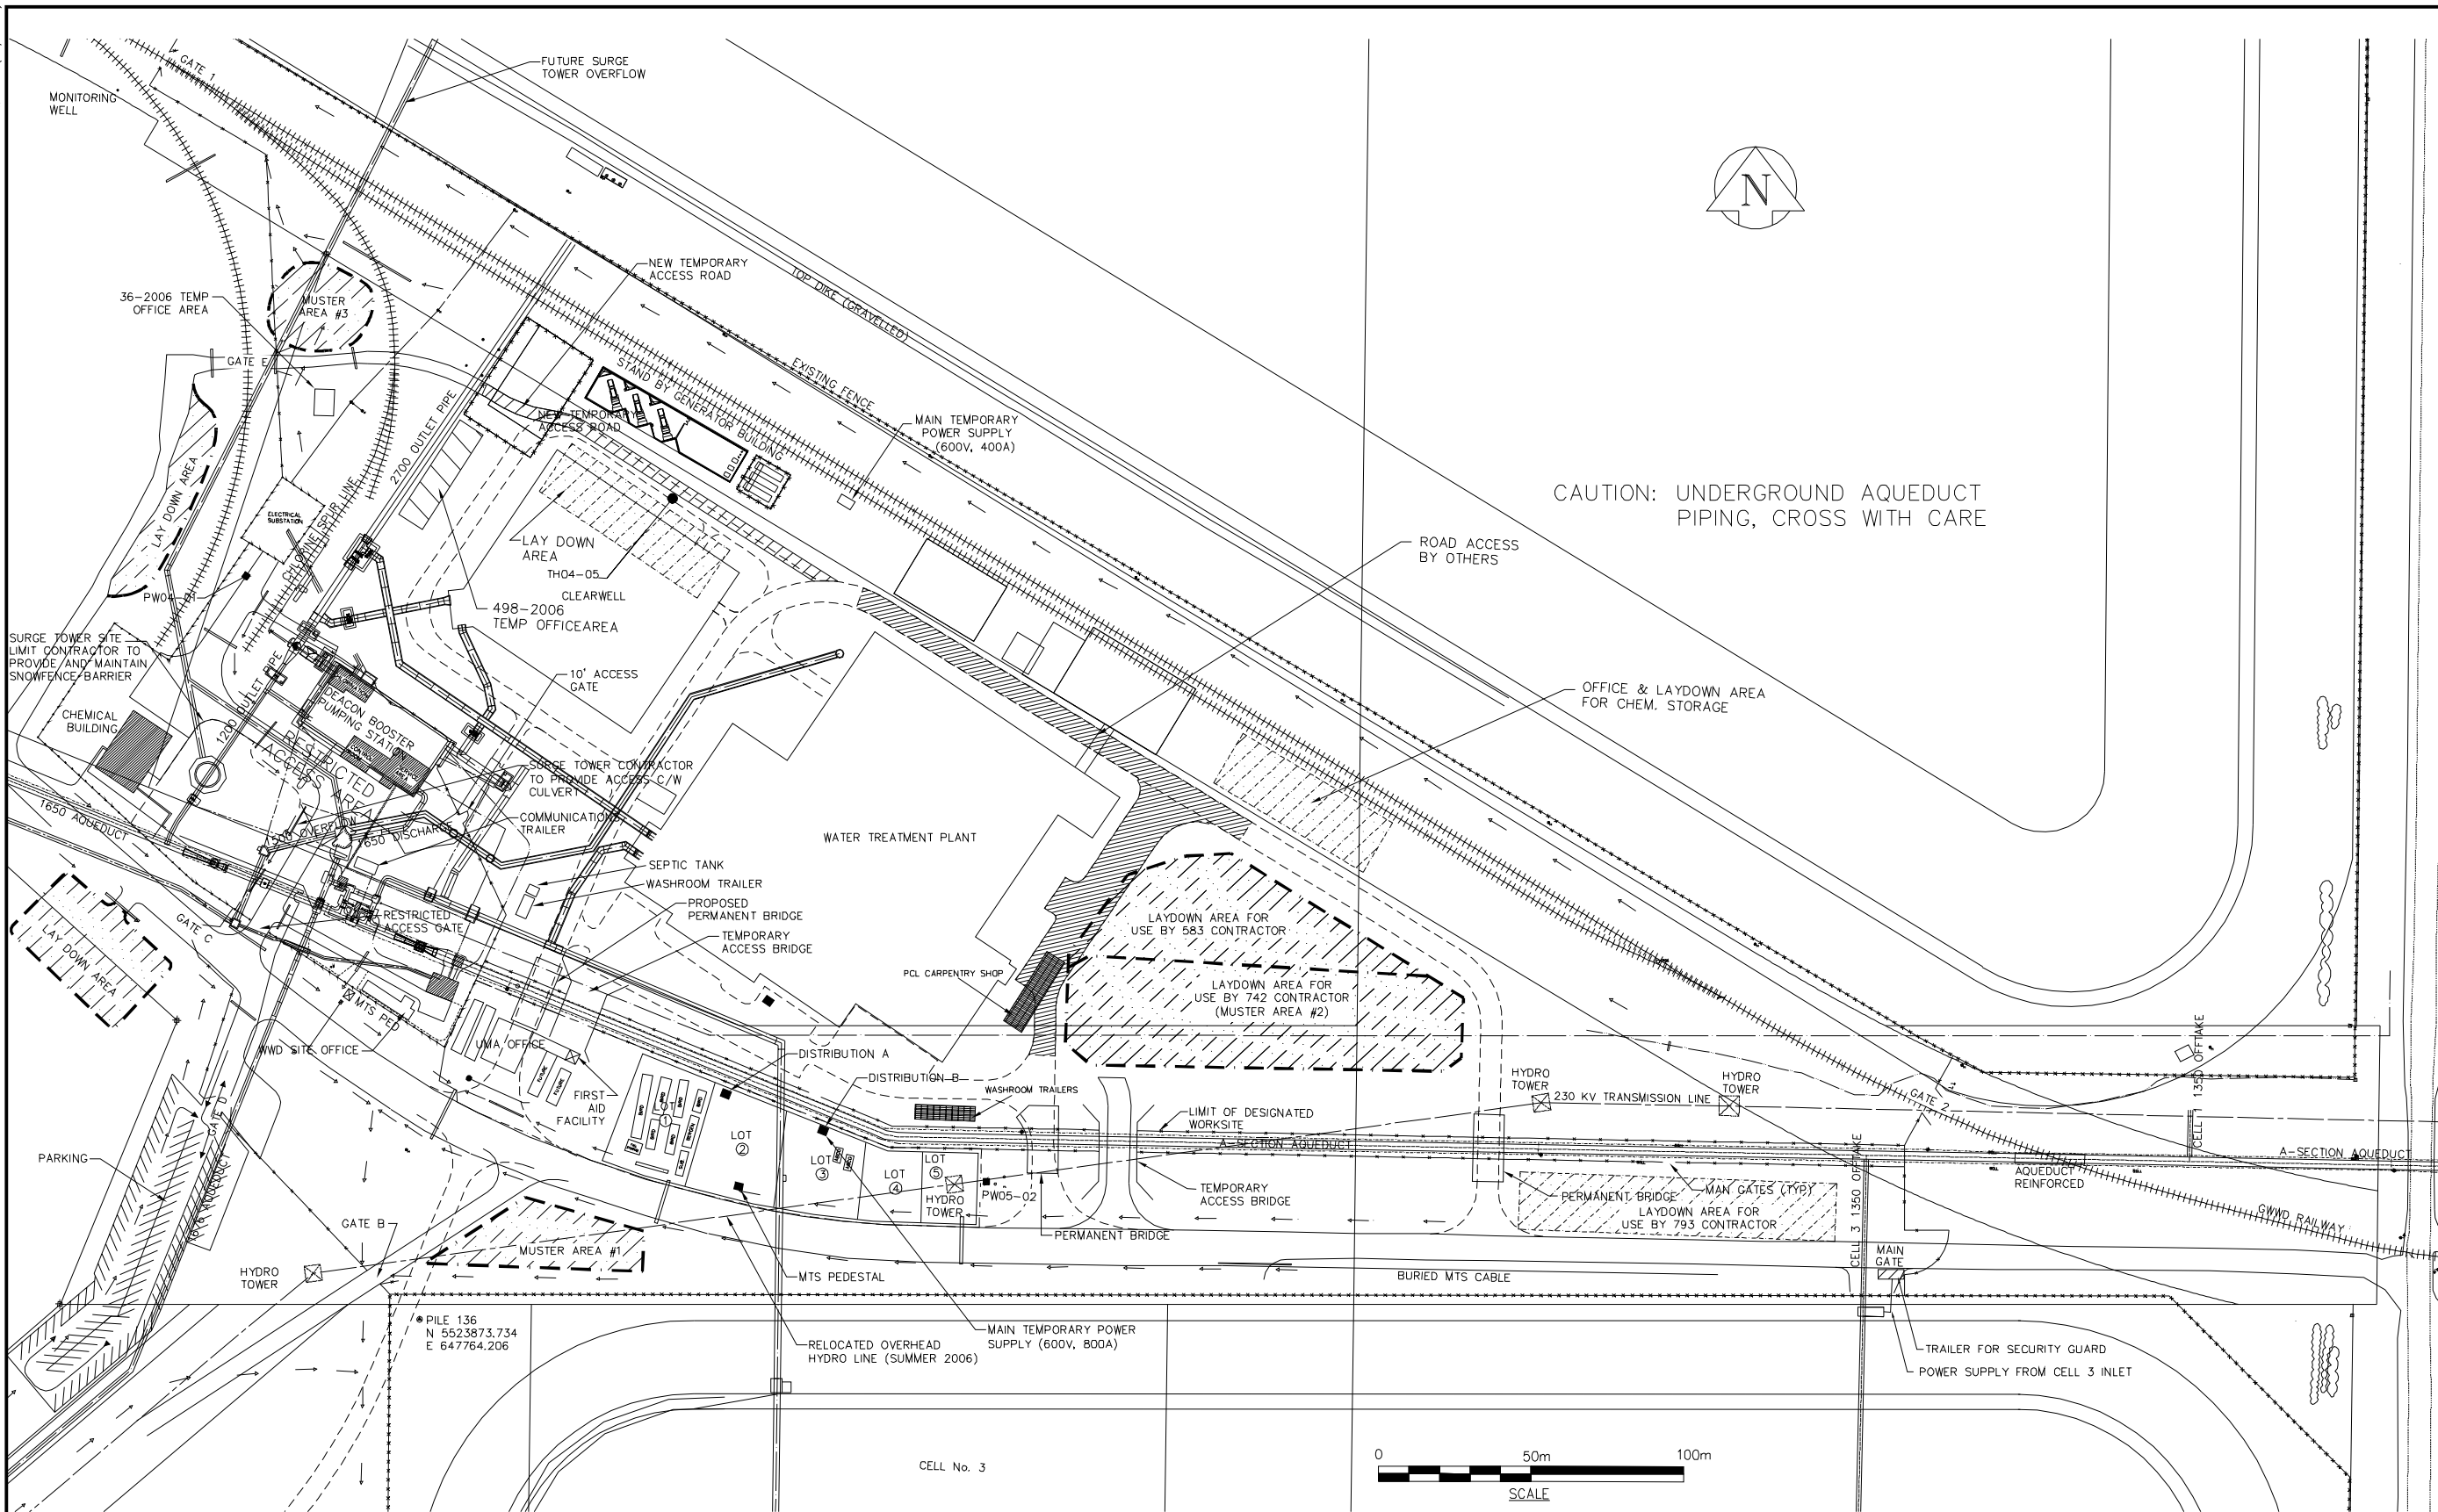 GATE 1
MONITORING
WELL
FUTURE SURGE
TOWER OVERFLOW
N
36-2006 TEMP
OFFICE AREA
MUSTER
AREA #3
NEW TEMPORARY
ACCESS ROAD
TOP DIKE (GRAVELLED)
EXISTING FENCE
GATE E
STAND BY GENERATOR BUILDING
NEW TEMPORARY
ACCESS ROAD
2700 OUTLET PIPE
MAIN TEMPORARY
POWER SUPPLY
(600V, 400A)
CAUTION: UNDERGROUND AQUEDUCT
PIPING, CROSS WITH CARE
LAY DOWN AREA
ELECTRICAL
SUBSTATION
CHLORINE SPUR LINE
LAY DOWN
AREA
TH04-05
CLEARWELL
ROAD ACCESS
BY OTHERS
PW04-01
498-2006
TEMP OFFICEAREA
SURGE TOWER SITE
LIMIT CONTRACTOR TO
PROVIDE AND MAINTAIN
SNOWFENCE BARRIER
10' ACCESS
GATE
OFFICE & LAYDOWN AREA
FOR CHEM. STORAGE
CHEMICAL
BUILDING
1200 OUTLET PIPE
DEACON BOOSTER
PUMPING STATION
RESTRICTED
ACCESS AREA
SURGE TOWER CONTRACTOR
TO PROVIDE ACCESS C/W
CULVERT
COMMUNICATIONS
TRAILER
1650 AQUEDUCT
1500 OVERFLOW
1650 DISCHARGE
WATER TREATMENT PLANT
SEPTIC TANK
WASHROOM TRAILER
PROPOSED
PERMANENT BRIDGE
TEMPORARY
ACCESS BRIDGE
RESTRICTED
ACCESS GATE
GATE C
LAY DOWN AREA
LAYDOWN AREA FOR
USE BY 583 CONTRACTOR
PCL CARPENTRY SHOP
LAYDOWN AREA FOR
USE BY 742 CONTRACTOR
(MUSTER AREA #2)
MTS PED
WWD SITE OFFICE
UMA OFFICE
FUTURE
FUTURE
FIRST
AID
FACILITY
DISTRIBUTION A
DISTRIBUTION B
WASHROOM TRAILERS
HYDRO
TOWER
230 KV TRANSMISSION LINE
HYDRO
TOWER
GATE 2
CELL 1 1350 OFFTAKE
LIMIT OF DESIGNATED
WORKSITE
A-SECTION AQUEDUCT
A-SECTION AQUEDUCT
AQUEDUCT
REINFORCED
GATE D
PARKING
1676 AQUEDUCT
LOT
1
LOT
2
LOT
3
LOT
4
LOT
5
HYDRO
TOWER
PW05-02
TEMPORARY
ACCESS BRIDGE
PERMANENT BRIDGE
MAN GATES (TYP)
LAYDOWN AREA FOR
USE BY 793 CONTRACTOR
CELL 3 1350 OFFTAKE
GWWD RAILWAY
GATE B
MUSTER AREA #1
PERMANENT BRIDGE
MAIN
GATE
HYDRO
TOWER
MTS PEDESTAL
BURIED MTS CABLE
PILE 136
N 5523873.734
E 647764.206
RELOCATED OVERHEAD
HYDRO LINE (SUMMER 2006)
MAIN TEMPORARY POWER
SUPPLY (600V, 800A)
TRAILER FOR SECURITY GUARD
POWER SUPPLY FROM CELL 3 INLET
CELL No. 3
0 50m 100m
SCALE